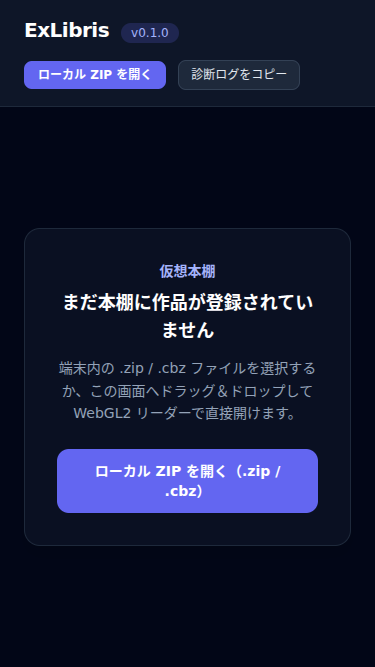 ExLibris v0.1.0
ローカル ZIP を開く 診断ログをコピー
仮想本棚
まだ本棚に作品が登録されてい
ません
端末内の .zip / .cbz ファイルを選択する
か、この画面へドラッグ＆ドロップして
WebGL2 リーダーで直接開けます。
ローカル ZIP を開く（.zip /
.cbz）